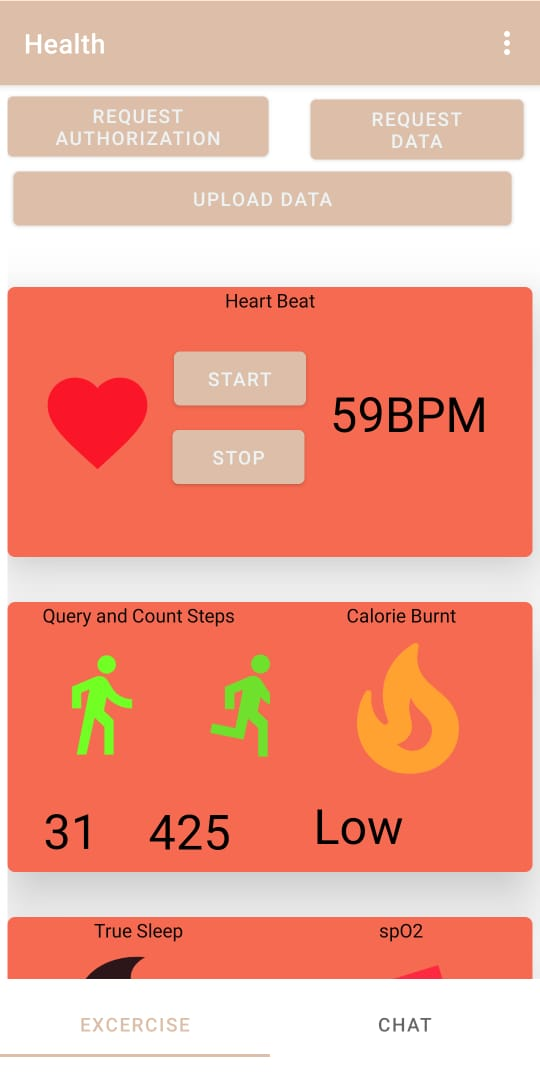 Health
REQUEST
AUTHORIZATION
REQUEST
DATA
UPLOAD DATA
Heart Beat
START
59BPM
STOP
Query and Count Steps
Calorie Burnt
31
425
Low
True Sleep
spO2
EXCERCISE
CHAT